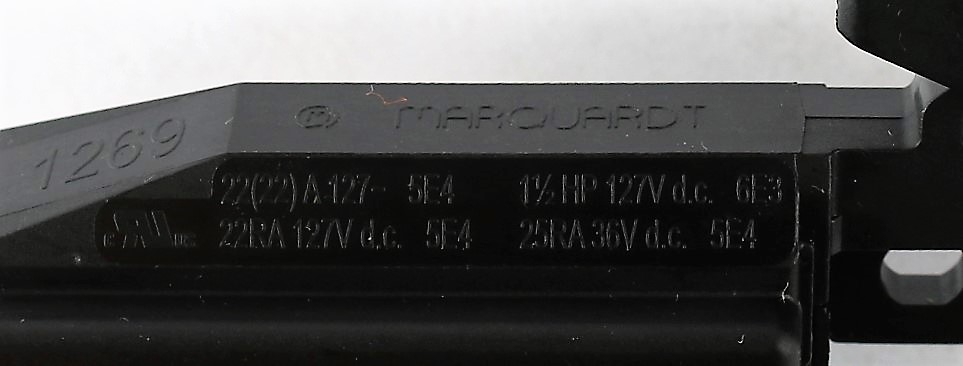 1269
MARQUARDT
22(22) A 127- 5E4 1½ HP 127V d.c. 6E3
22RA 127V d.c. 5E4 25RA 36V d.c. 5E4